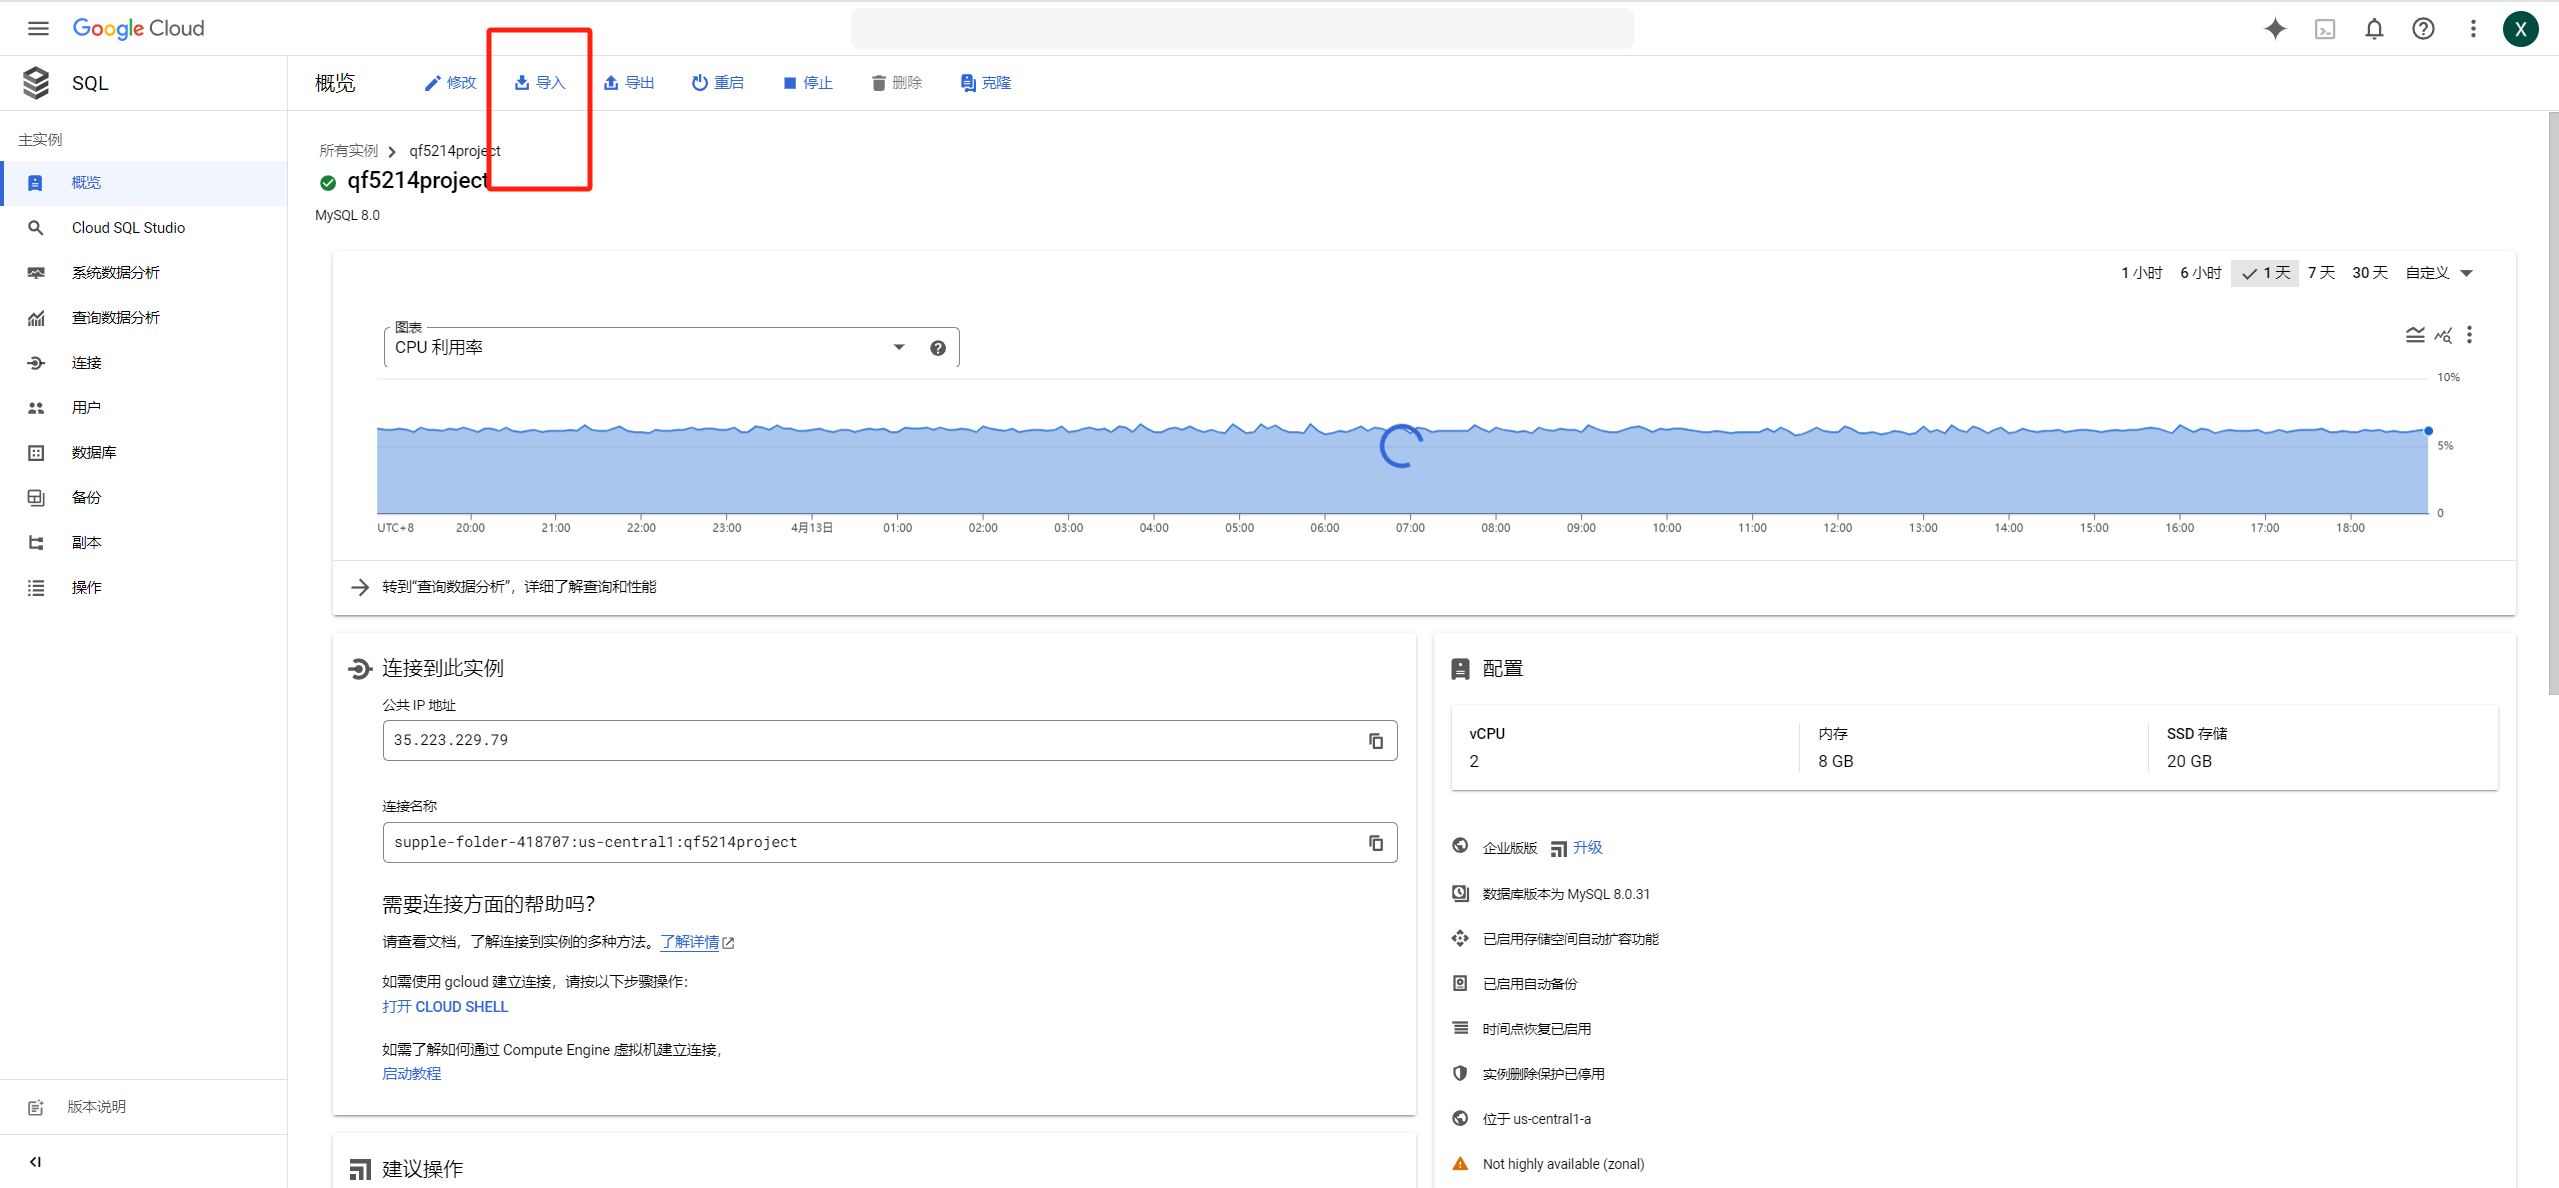 Google Cloud
X
SQL
概览
修改
导入
导出
重启
停止
删除
克隆
主实例
概览
Cloud SQL Studio
系统数据分析
查询数据分析
连接
用户
数据库
备份
副本
操作
版本说明
所有实例
qf5214project
qf5214project
MySQL 8.0
1 小时 6 小时 1 天 7 天 30 天 自定义
图表
CPU 利用率
10%
5%
0
UTC+8 20:00 21:00 22:00 23:00 4月13日 01:00 02:00 03:00 04:00 05:00 06:00 07:00 08:00 09:00 10:00 11:00 12:00 13:00 14:00 15:00 16:00 17:00 18:00
转到“查询数据分析”，详细了解查询和性能
连接到此实例
公共 IP 地址
35.223.229.79
连接名称
supple-folder-418707:us-central1:qf5214project
需要连接方面的帮助吗？
请查看文档，了解连接到实例的多种方法。了解详情
如需使用 gcloud 建立连接，请按以下步骤操作：
打开 CLOUD SHELL
如需了解如何通过 Compute Engine 虚拟机建立连接，
启动教程
建议操作
配置
vCPU
2
内存
8 GB
SSD 存储
20 GB
企业版版 升级
数据库版本为 MySQL 8.0.31
已启用存储空间自动扩容功能
已启用自动备份
时间点恢复已启用
实例删除保护已停用
位于 us-central1-a
Not highly available (zonal)